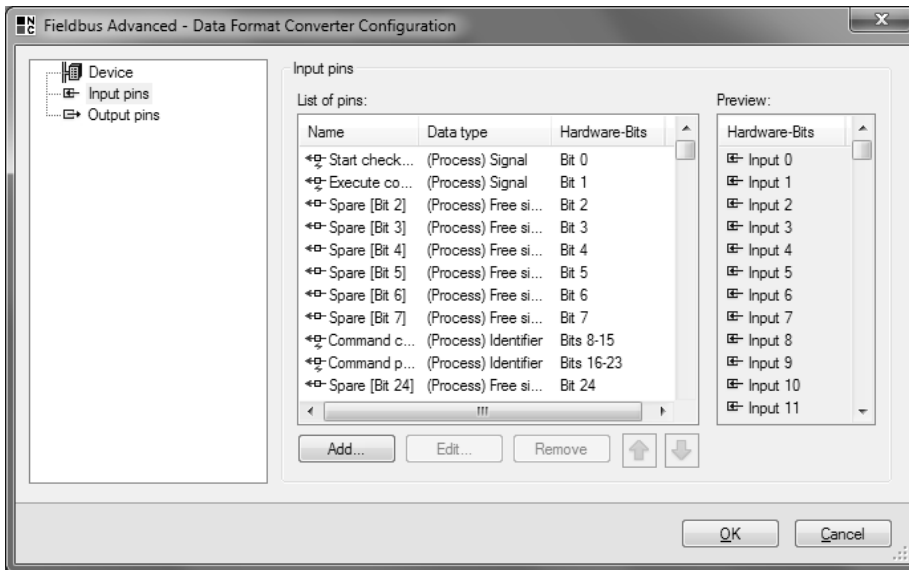 Fieldbus Advanced - Data Format Converter Configuration
Device
Input pins
Output pins
Input pins
List of pins:
Name Data type Hardware-Bits
Start check... (Process) Signal Bit 0
Execute co... (Process) Signal Bit 1
Spare [Bit 2] (Process) Free si... Bit 2
Spare [Bit 3] (Process) Free si... Bit 3
Spare [Bit 4] (Process) Free si... Bit 4
Spare [Bit 5] (Process) Free si... Bit 5
Spare [Bit 6] (Process) Free si... Bit 6
Spare [Bit 7] (Process) Free si... Bit 7
Command c... (Process) Identifier Bits 8-15
Command p... (Process) Identifier Bits 16-23
Spare [Bit 24] (Process) Free si... Bit 24
Add... Edit... Remove
Preview:
Hardware-Bits
Input 0
Input 1
Input 2
Input 3
Input 4
Input 5
Input 6
Input 7
Input 8
Input 9
Input 10
Input 11
OK Cancel